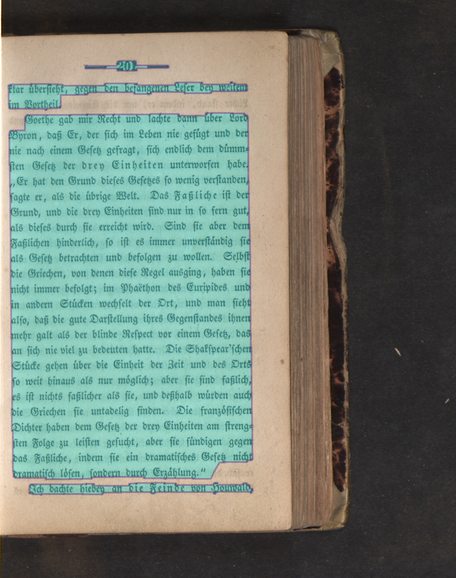 20
klar übersieht, gegen den befangenen Leser bey weitem
im Vortheil.
Goethe gab mir Recht und lachte dann über Lord
Byron, daß Er, der sich im Leben nie gefügt und der
nie nach einem Gesetz gefragt, sich endlich dem dümm-
sten Gesetz der drey Einheiten unterworfen habe.
„Er hat den Grund dieses Gesetzes so wenig verstanden,
sagte er, als die übrige Welt. Das Faßliche ist der
Grund, und die drey Einheiten sind nur in so fern gut,
als dieses durch sie erreicht wird. Sind sie aber dem
Faßlichen hinderlich, so ist es immer unverständig sie
als Gesetz betrachten und befolgen zu wollen. Selbst
die Griechen, von denen diese Regel ausging, haben sie
nicht immer befolgt; im Phaëthon des Euripides und
in andern Stücken wechselt der Ort, und man sieht
also, daß die gute Darstellung ihres Gegenstandes ihnen
mehr galt als der blinde Respect vor einem Gesetz, das
an sich nie viel zu bedeuten hatte. Die Shakspear'schen
Stücke gehen über die Einheit der Zeit und des Orts
so weit hinaus als nur möglich; aber sie sind faßlich,
es ist nichts faßlicher als sie, und deßhalb würden auch
die Griechen sie untadelig finden. Die französischen
Dichter haben dem Gesetz der drey Einheiten am streng-
sten Folge zu leisten gesucht, aber sie sündigen gegen
das Faßliche, indem sie ein dramatisches Gesetz nicht
dramatisch lösen, sondern durch Erzählung.“
Ich dachte hiebey an die Feinde von Houwald,